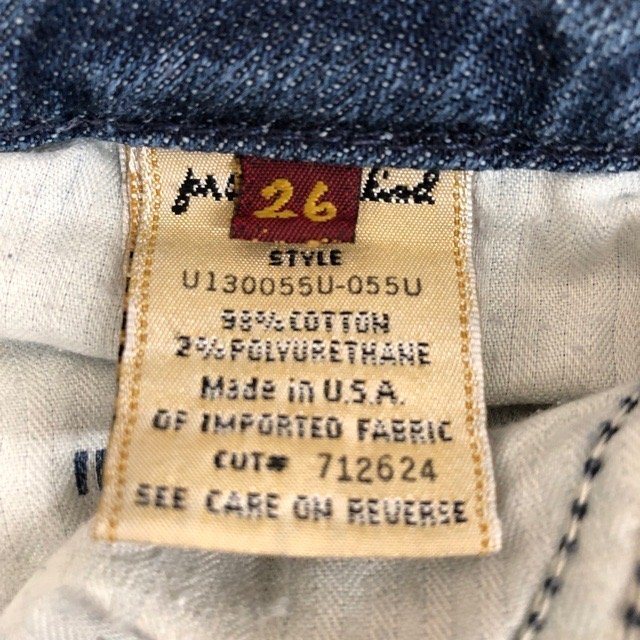 26
STYLE
U130055U-055U
98% COTTON
2% POLYURETHANE
Made in U.S.A.
OF IMPORTED FABRIC
CUT# 712624
SEE CARE ON REVERSE